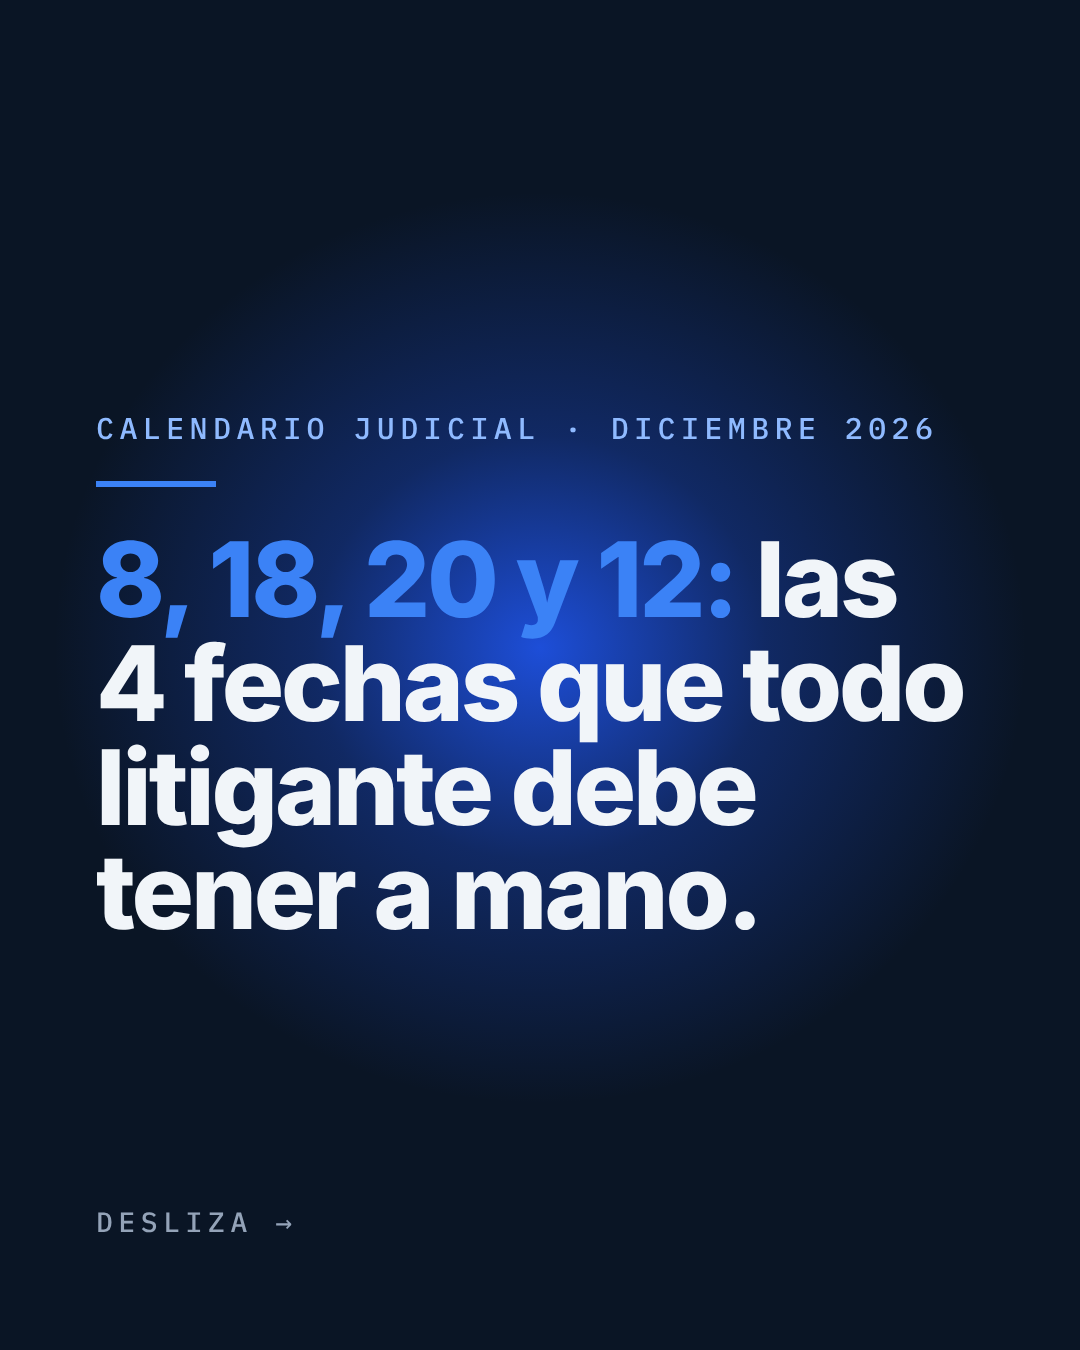 CALENDARIO JUDICIAL · DICIEMBRE 2026
8, 18, 20 y 12: las
4 fechas que todo
litigante debe
tener a mano.
DESLIZA →